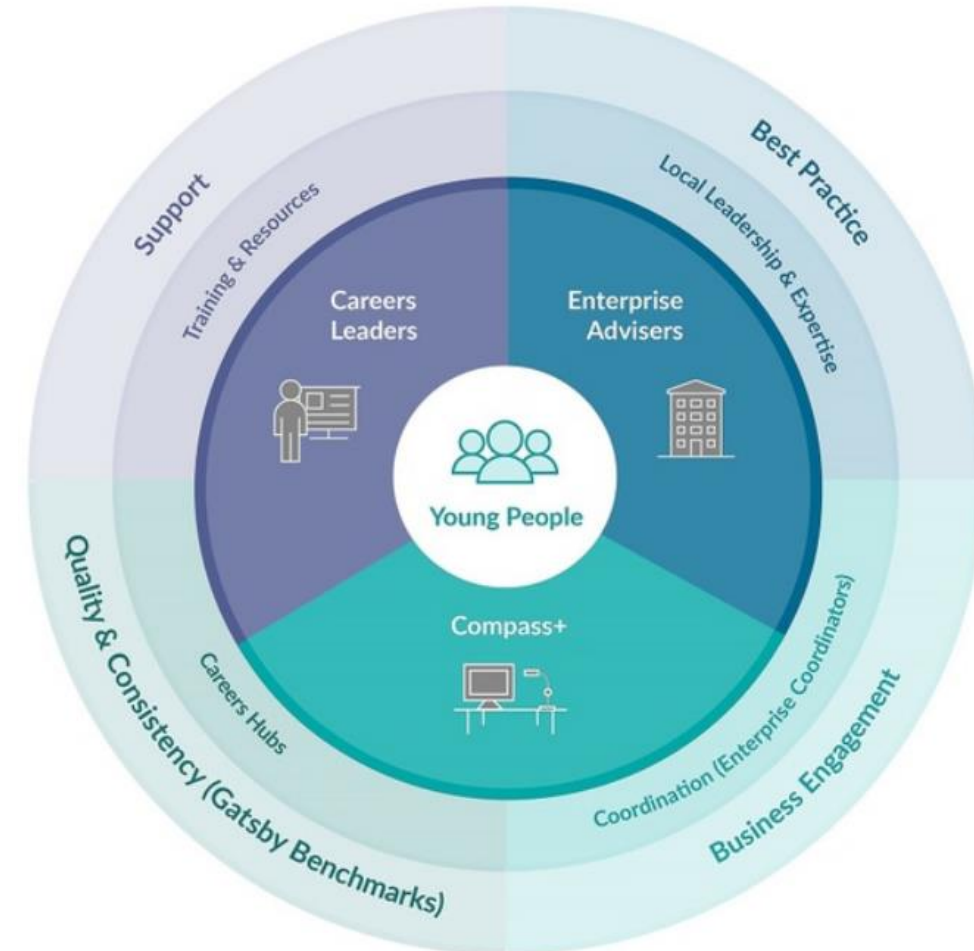 Support
Training & Resources
Best Practice
Local Leadership & Expertise
Careers
Leaders
Enterprise
Advisers
Young People
Compass+
Careers Hubs
Quality & Consistency (Gatsby Benchmarks)
Coordination (Enterprise Coordinators)
Business Engagement